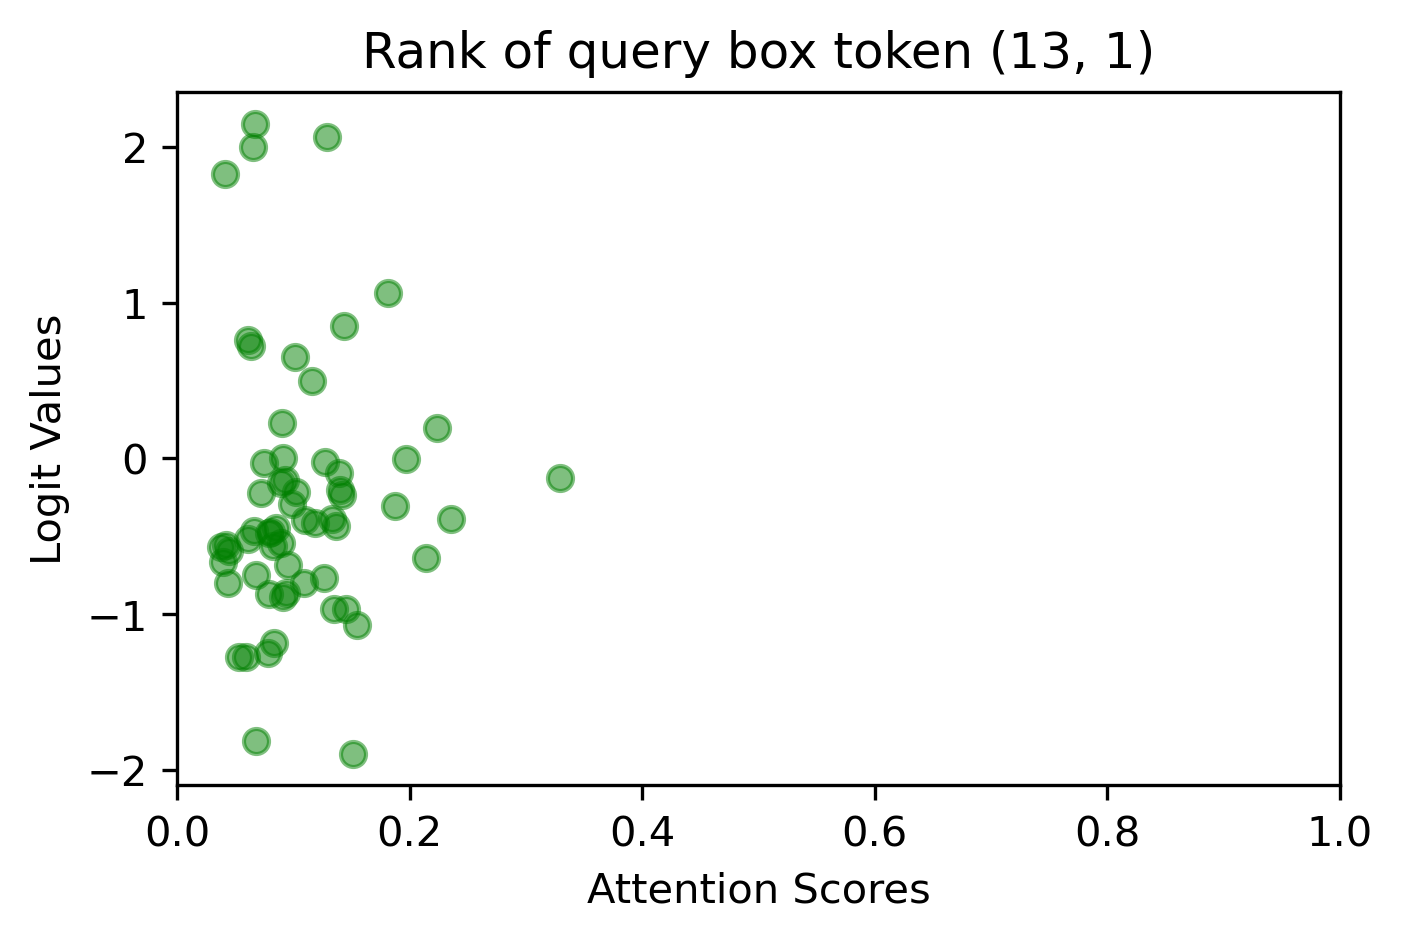 Rank of query box token (13, 1)
Logit Values
2
1
0
−1
−2
0.0 0.2 0.4 0.6 0.8 1.0
Attention Scores